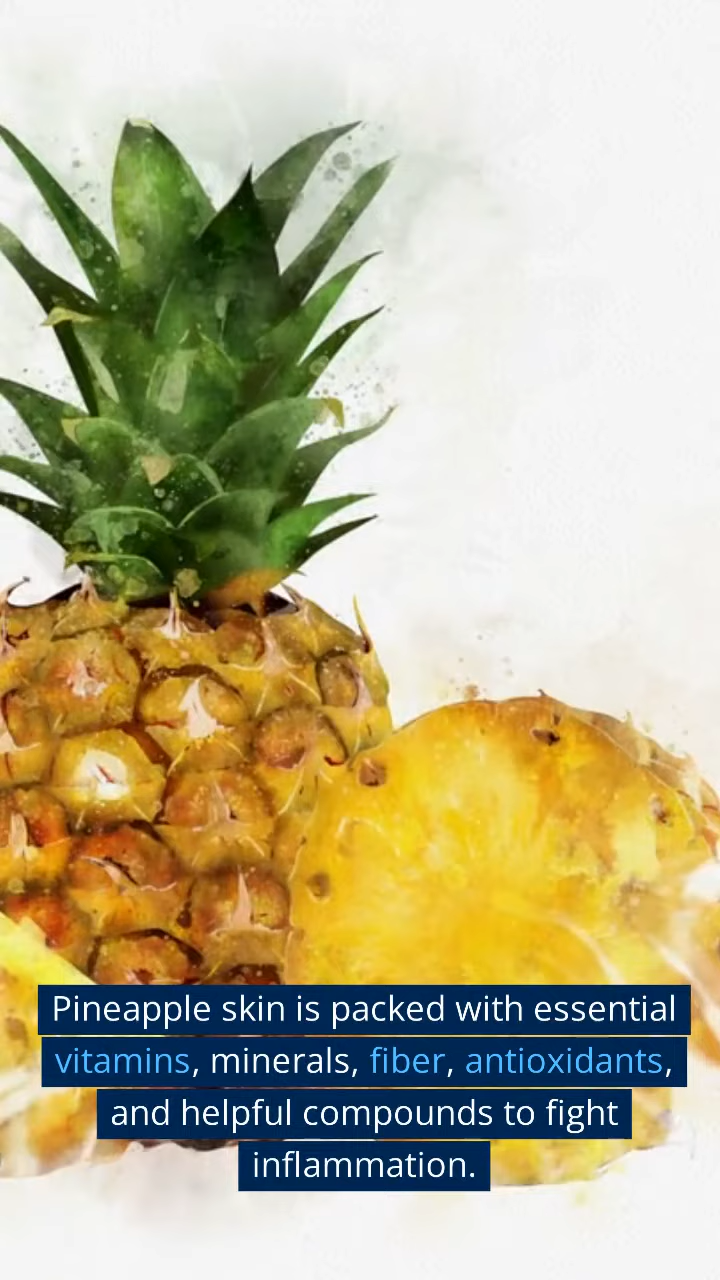 Pineapple skin is packed with essential
vitamins, minerals, fiber, antioxidants,
and helpful compounds to fight
inflammation.